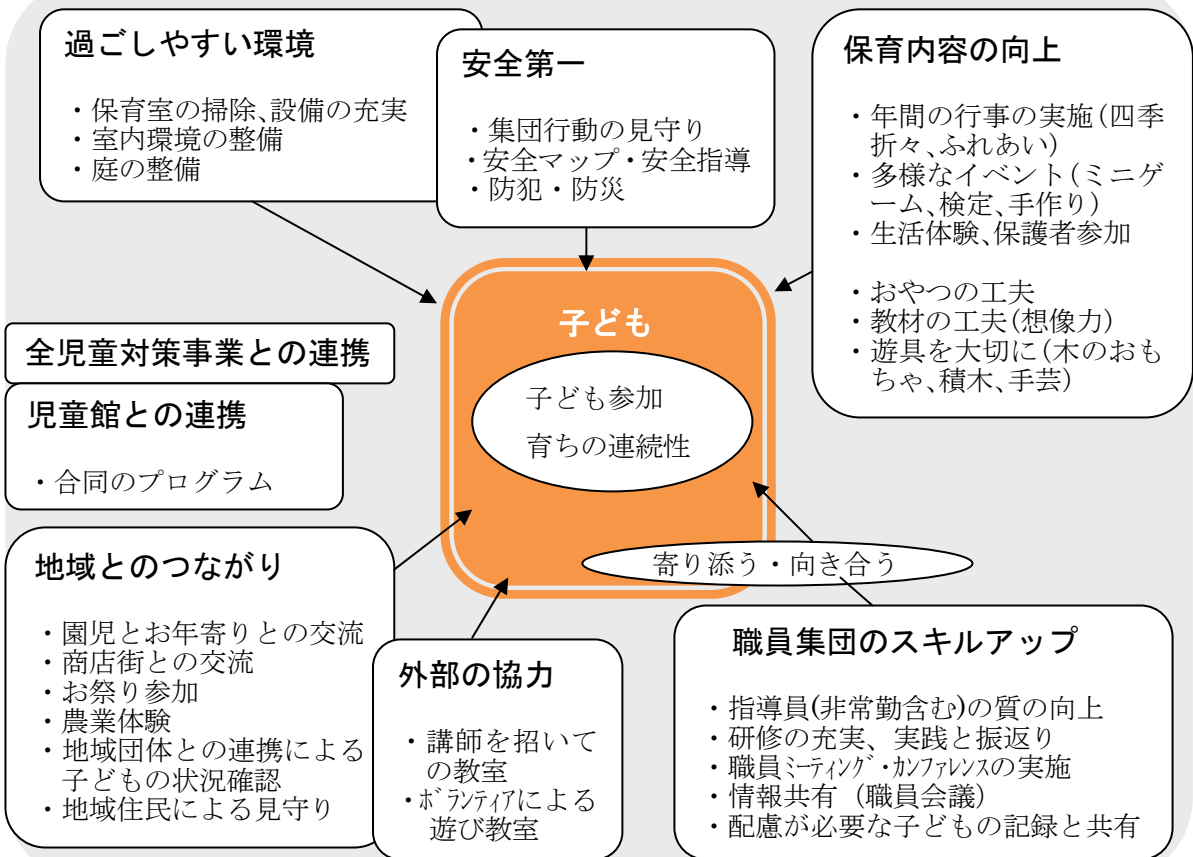 過ごしやすい環境
・保育室の掃除、設備の充実
・室内環境の整備
・庭の整備
安全第一
・集団行動の見守り
・安全マップ・安全指導
・防犯・防災
保育内容の向上
・年間の行事の実施(四季
折々、ふれあい)
・多様なイベント(ミニゲ
ーム、検定、手作り)
・生活体験、保護者参加
・おやつの工夫
・教材の工夫(想像力)
・遊具を大切に(木のおも
ちゃ、積木、手芸)
子ども
子ども参加
育ちの連続性
全児童対策事業との連携
児童館との連携
・合同のプログラム
地域とのつながり
・園児とお年寄りとの交流
・商店街との交流
・お祭り参加
・農業体験
・地域団体との連携による
子どもの状況確認
・地域住民による見守り
外部の協力
・講師を招いて
の教室
・ボランティアによる
遊び教室
寄り添う・向き合う
職員集団のスキルアップ
・指導員(非常勤含む)の質の向上
・研修の充実、実践と振返り
・職員ミーティング・カンファレンスの実施
・情報共有（職員会議）
・配慮が必要な子どもの記録と共有